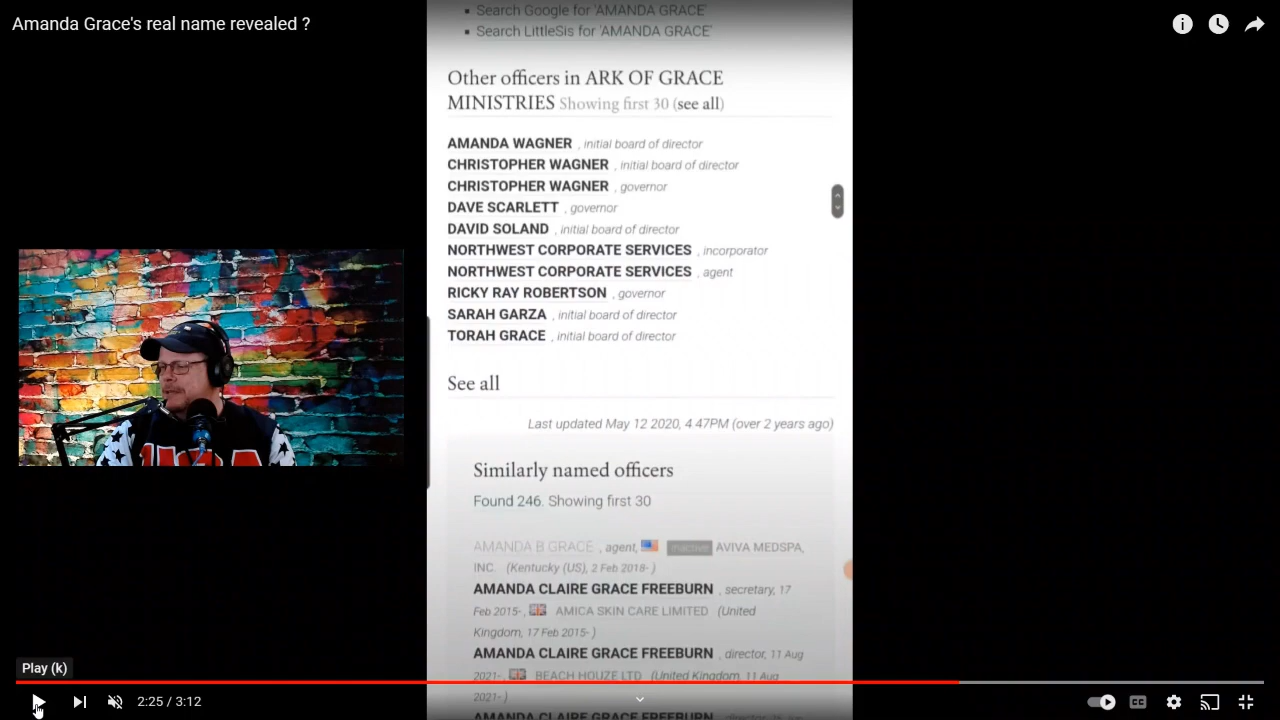 Amanda Grace's real name revealed ?
▪ Search Google for 'AMANDA GRACE'
▪ Search LittleSis for 'AMANDA GRACE'
Other officers in ARK OF GRACE
MINISTRIES Showing first 30 (see all)
AMANDA WAGNER , initial board of director
CHRISTOPHER WAGNER , initial board of director
CHRISTOPHER WAGNER , governor
DAVE SCARLETT , governor
DAVID SOLAND , initial board of director
NORTHWEST CORPORATE SERVICES , incorporator
NORTHWEST CORPORATE SERVICES , agent
RICKY RAY ROBERTSON , governor
SARAH GARZA , initial board of director
TORAH GRACE , initial board of director
See all
Last updated May 12 2020, 4 47PM (over 2 years ago)
Similarly named officers
Found 246. Showing first 30
AMANDA B GRACE , agent, inactive AVIVA MEDSPA,
INC. (Kentucky (US), 2 Feb 2018- )
AMANDA CLAIRE GRACE FREEBURN , secretary, 17
Feb 2015- , AMICA SKIN CARE LIMITED (United
Kingdom, 17 Feb 2015- )
AMANDA CLAIRE GRACE FREEBURN , director, 11 Aug
2021- , BEACH HOUZE LTD (United Kingdom, 11 Aug
2021- )
AMANDA CLAIRE GRACE FREEBURN
Play (k)
2:25 / 3:12
CC